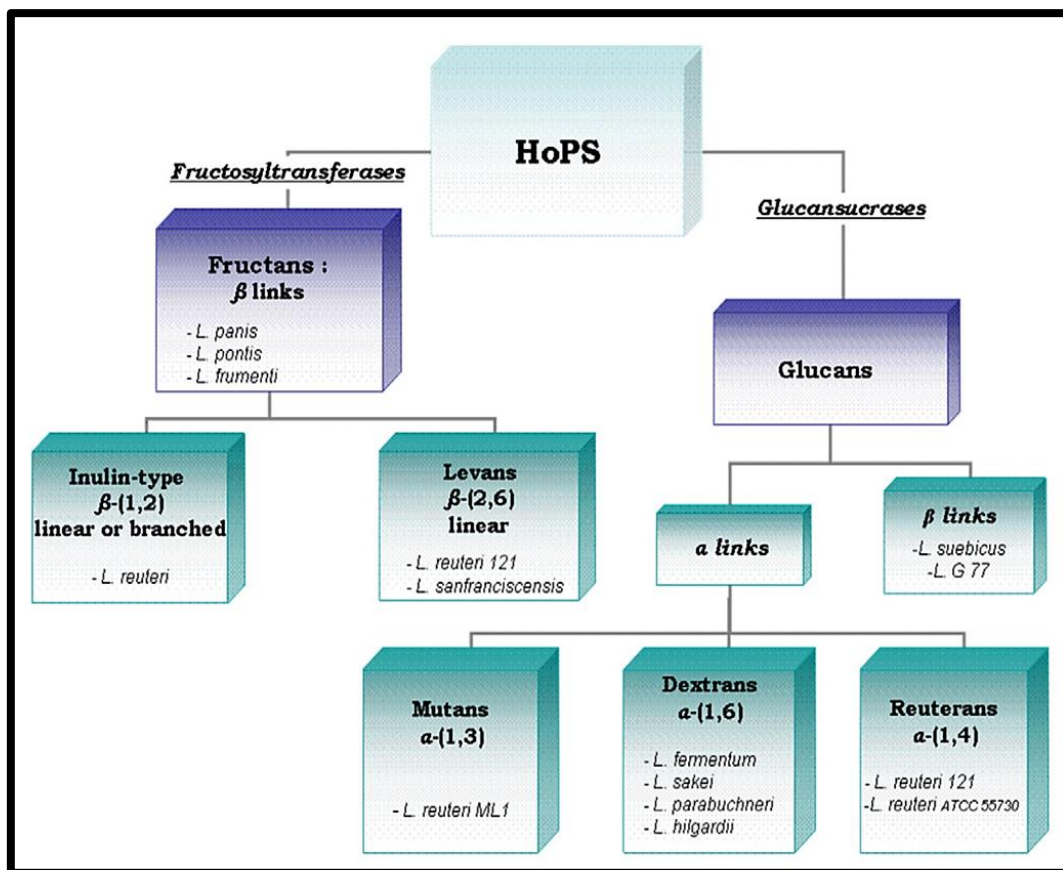 HoPS
Fructosyltransferases
Glucansucrases
Fructans :
β links
- L. panis
- L. pontis
- L. frumenti
Glucans
Inulin-type
β-(1,2)
linear or branched
- L. reuteri
Levans
β-(2,6)
linear
- L. reuteri 121
- L. sanfranciscensis
α links
β links
-L. suebicus
-L. G 77
Mutans
α-(1,3)
- L. reuteri ML1
Dextrans
α-(1,6)
- L. fermentum
- L. sakei
- L. parabuchneri
- L. hilgardii
Reuterans
α-(1,4)
- L. reuteri 121
-L. reuteri ATCC 55730